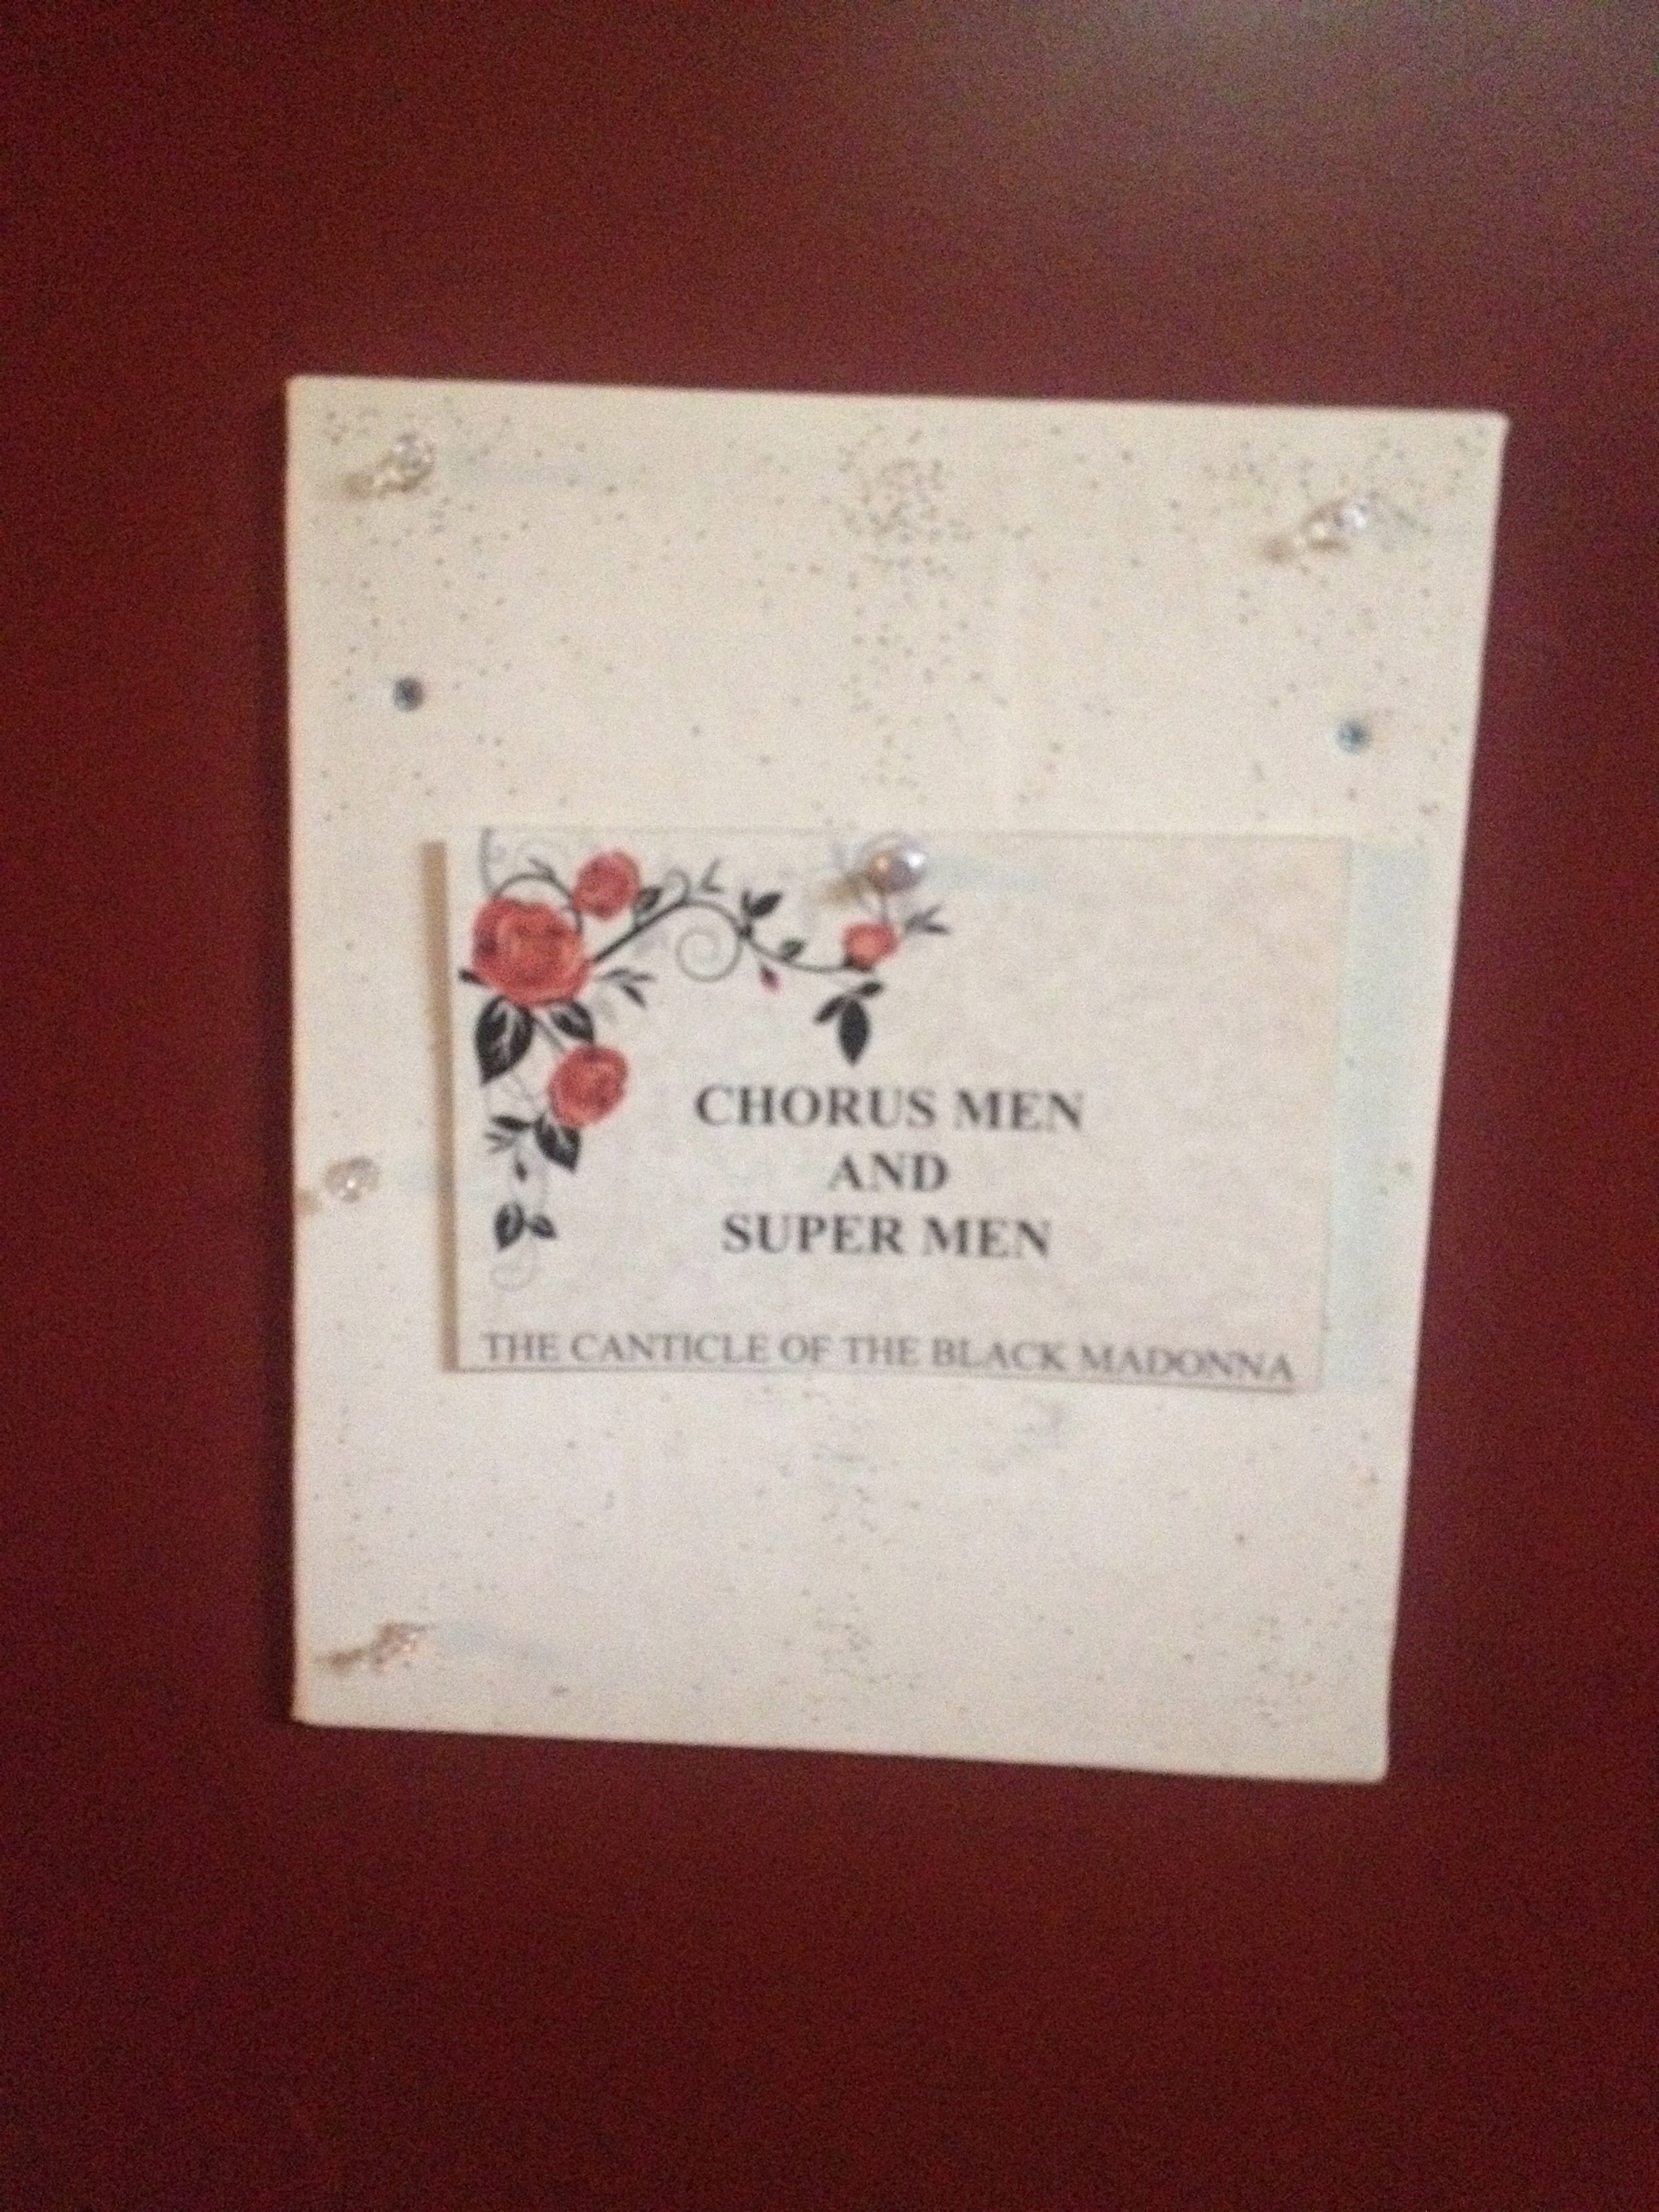 CHORUS MEN
AND
SUPER MEN
THE CANTICLE OF THE BLACK MADONNA